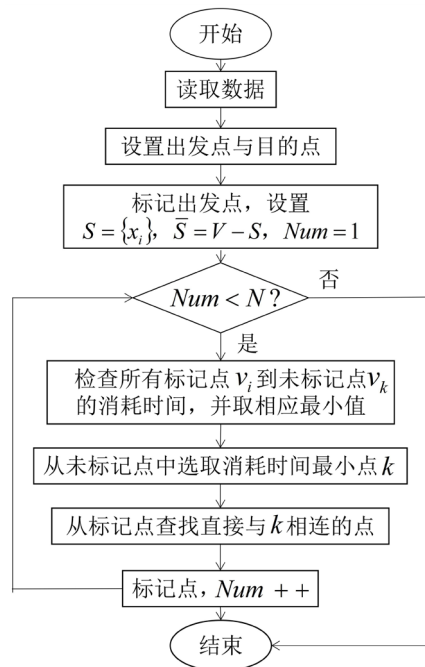 开始
读取数据
设置出发点与目的点
标记出发点，设置
S = {x_i}, S̅ = V − S, Num = 1
Num < N ?
否
是
检查所有标记点 v_i 到未标记点 v_k
的消耗时间，并取相应最小值
从未标记点中选取消耗时间最小点 k
从标记点查找直接与 k 相连的点
标记点，Num ++
结束